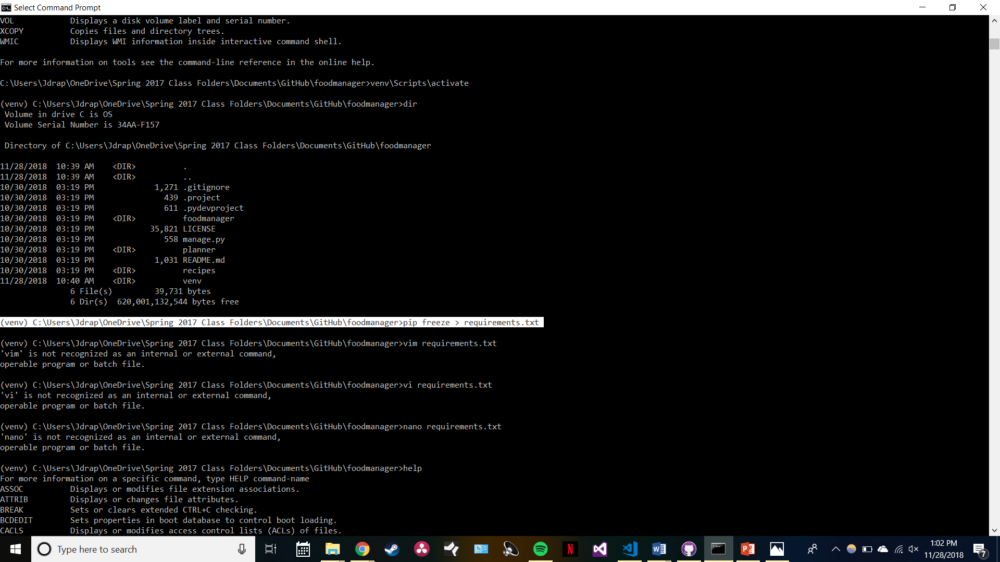 Select Command Prompt
VOL            Displays a disk volume label and serial number.
XCOPY          Copies files and directory trees.
WMIC           Displays WMI information inside interactive command shell.
For more information on tools see the command-line reference in the online help.
C:\Users\Jdrap\OneDrive\Spring 2017 Class Folders\Documents\GitHub\foodmanager>venv\Scripts\activate
(venv) C:\Users\Jdrap\OneDrive\Spring 2017 Class Folders\Documents\GitHub\foodmanager>dir
 Volume in drive C is OS
 Volume Serial Number is 34AA-F157
 Directory of C:\Users\Jdrap\OneDrive\Spring 2017 Class Folders\Documents\GitHub\foodmanager
11/28/2018  10:39 AM    <DIR>          .
11/28/2018  10:39 AM    <DIR>          ..
10/30/2018  03:19 PM             1,271 .gitignore
10/30/2018  03:19 PM               439 .project
10/30/2018  03:19 PM               611 .pydevproject
10/30/2018  03:19 PM    <DIR>          foodmanager
10/30/2018  03:19 PM            35,821 LICENSE
10/30/2018  03:19 PM               558 manage.py
10/30/2018  03:19 PM    <DIR>          planner
10/30/2018  03:19 PM             1,031 README.md
10/30/2018  03:19 PM    <DIR>          recipes
11/28/2018  10:40 AM    <DIR>          venv
               6 File(s)         39,731 bytes
               6 Dir(s)  620,001,132,544 bytes free
(venv) C:\Users\Jdrap\OneDrive\Spring 2017 Class Folders\Documents\GitHub\foodmanager>pip freeze > requirements.txt
(venv) C:\Users\Jdrap\OneDrive\Spring 2017 Class Folders\Documents\GitHub\foodmanager>vim requirements.txt
'vim' is not recognized as an internal or external command,
operable program or batch file.
(venv) C:\Users\Jdrap\OneDrive\Spring 2017 Class Folders\Documents\GitHub\foodmanager>vi requirements.txt
'vi' is not recognized as an internal or external command,
operable program or batch file.
(venv) C:\Users\Jdrap\OneDrive\Spring 2017 Class Folders\Documents\GitHub\foodmanager>nano requirements.txt
'nano' is not recognized as an internal or external command,
operable program or batch file.
(venv) C:\Users\Jdrap\OneDrive\Spring 2017 Class Folders\Documents\GitHub\foodmanager>help
For more information on a specific command, type HELP command-name
ASSOC          Displays or modifies file extension associations.
ATTRIB         Displays or changes file attributes.
BREAK          Sets or clears extended CTRL+C checking.
BCDEDIT        Sets properties in boot database to control boot loading.
CACLS          Displays or modifies access control lists (ACLs) of files.
Type here to search
1:02 PM
11/28/2018
7